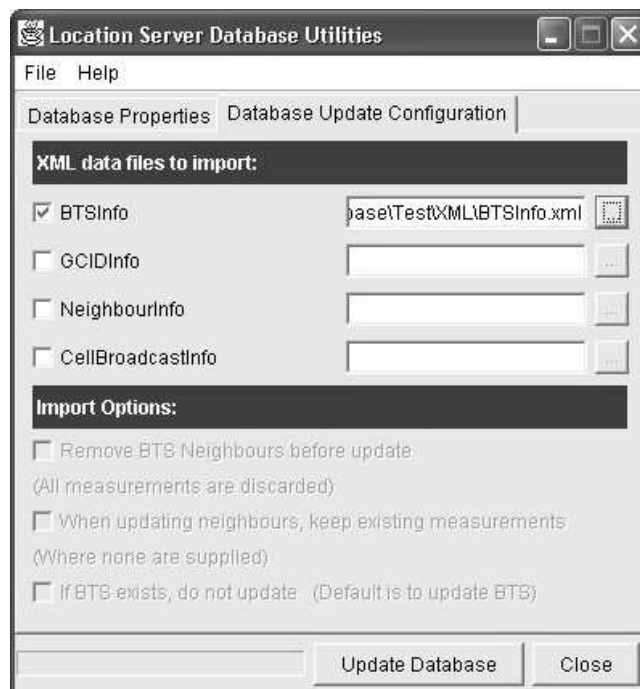 Location Server Database Utilities
File Help
Database Properties Database Update Configuration
XML data files to import:
BTSInfo base\Test\XML\BTSInfo.xml ...
GCIDInfo ...
NeighbourInfo ...
CellBroadcastInfo ...
Import Options:
Remove BTS Neighbours before update
(All measurements are discarded)
When updating neighbours, keep existing measurements
(Where none are supplied)
If BTS exists, do not update (Default is to update BTS)
Update Database Close